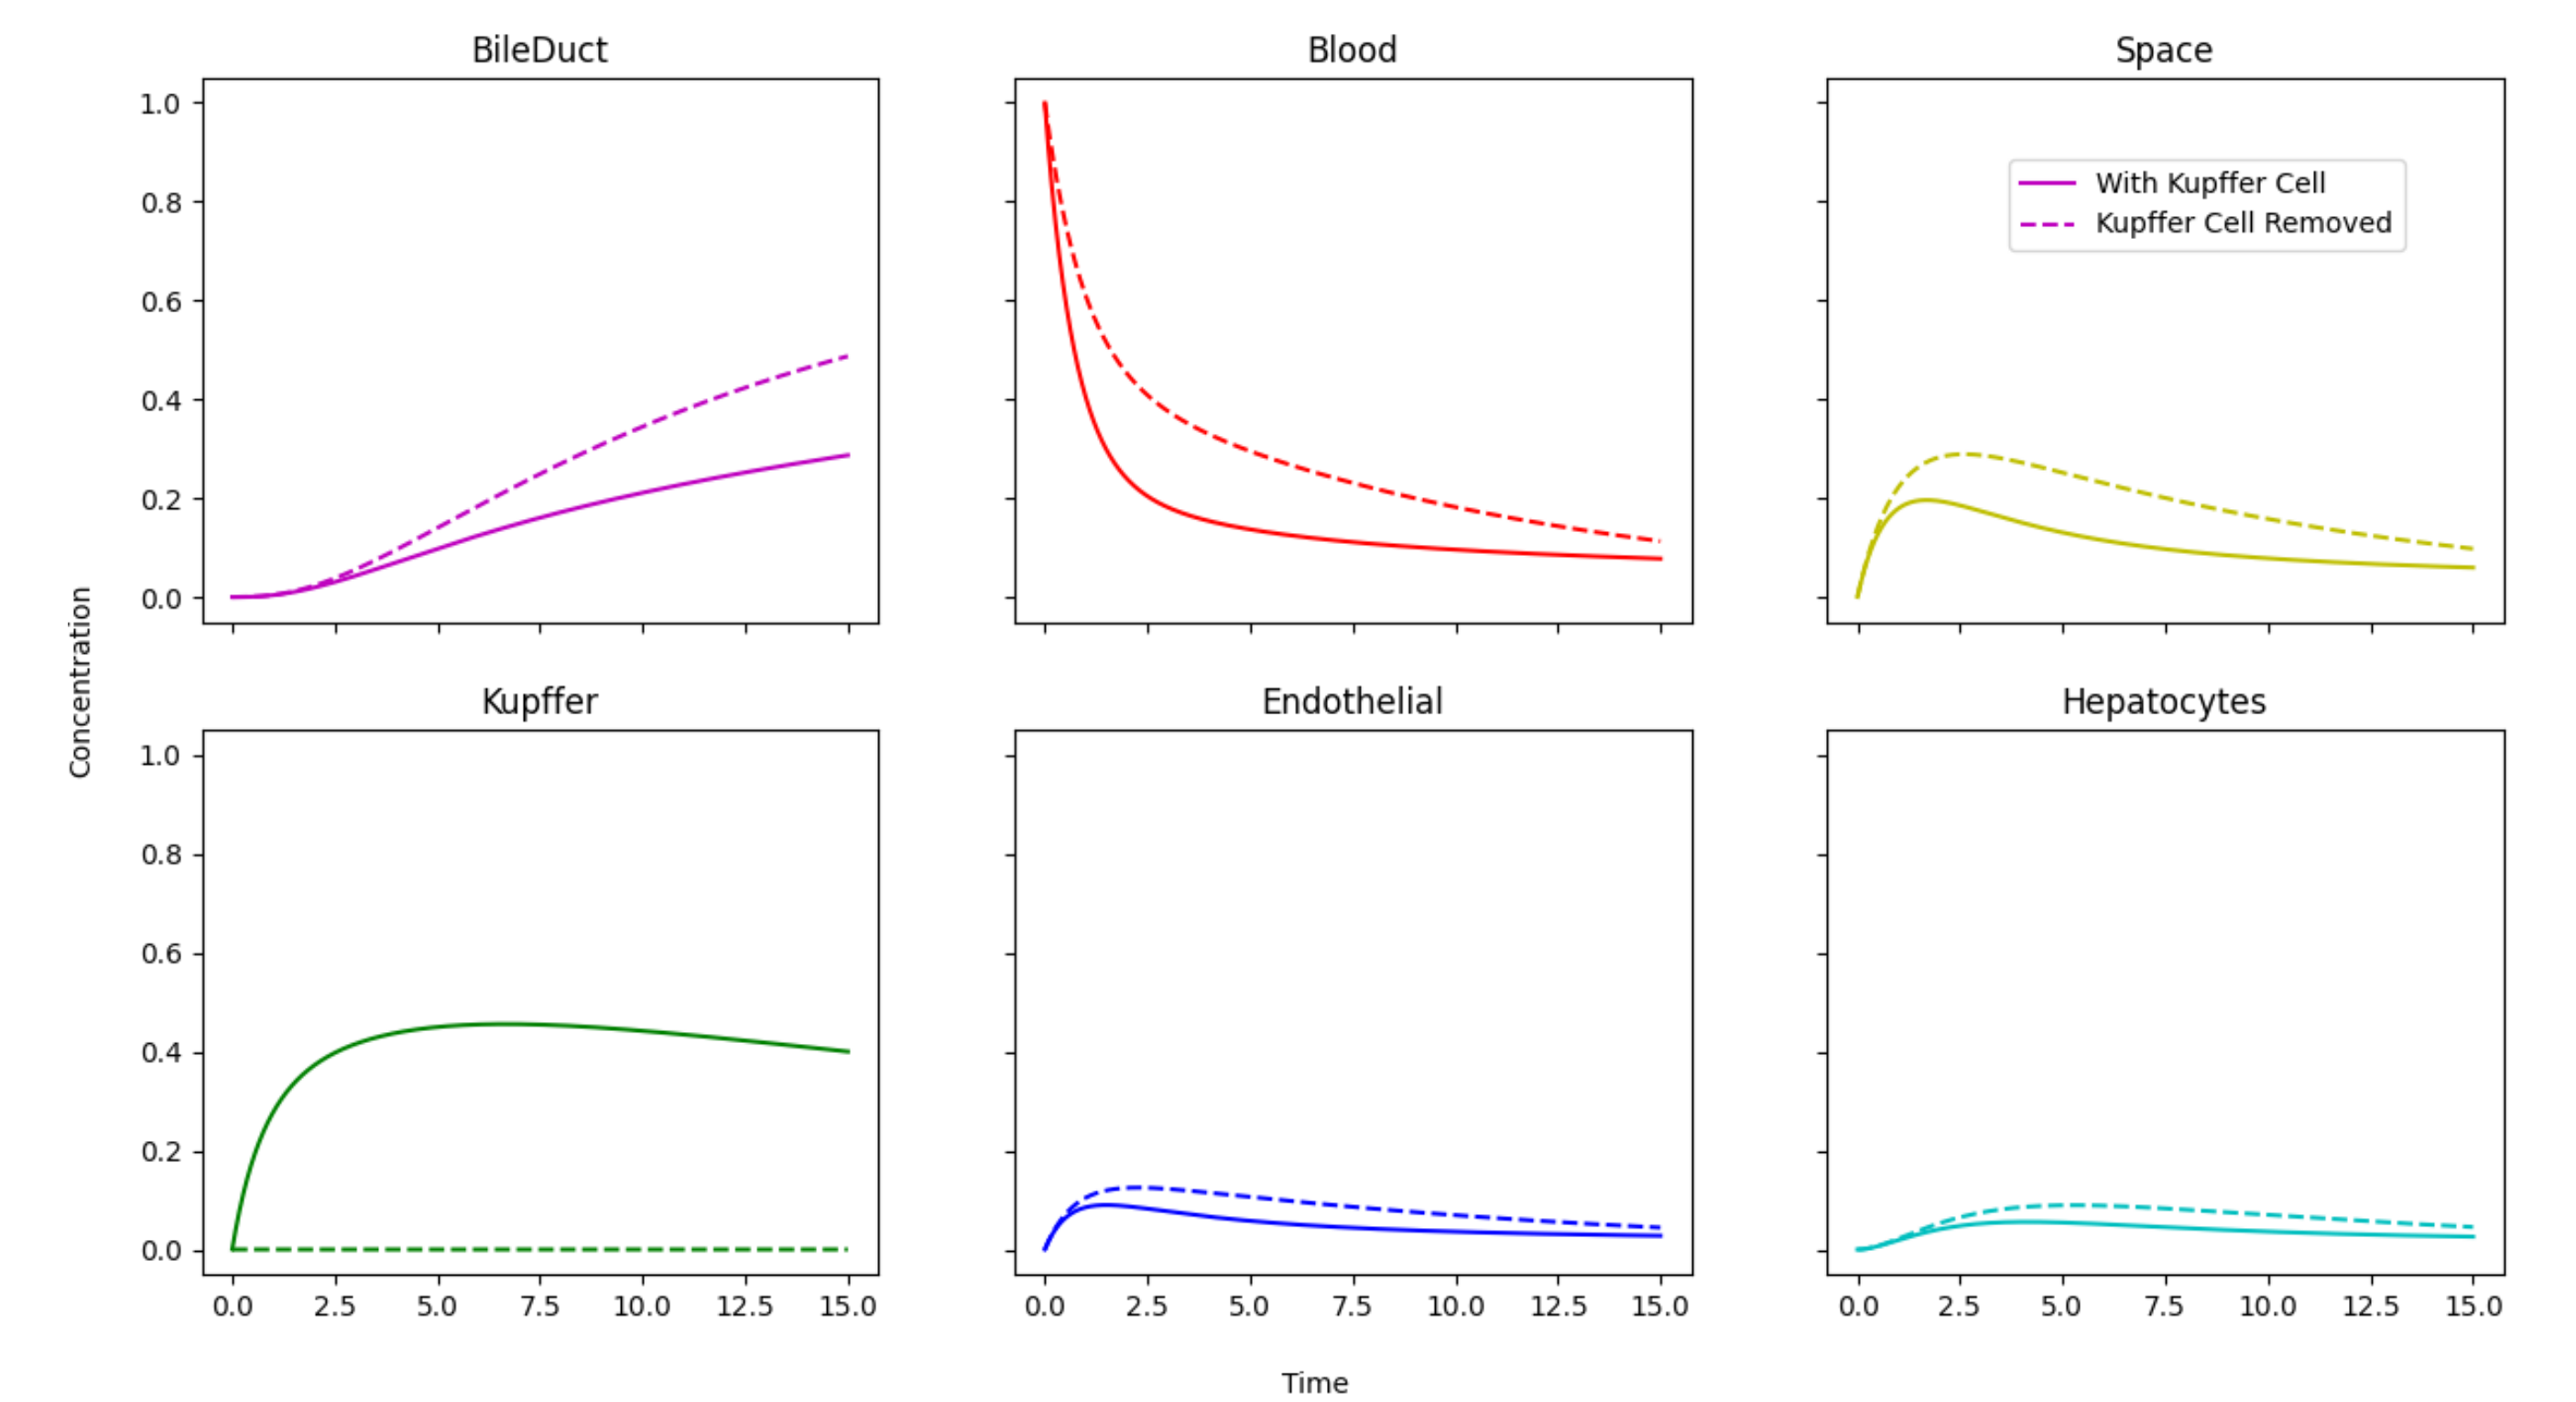 BileDuct
Blood
Space
1.0
0.8
0.6
0.4
0.2
0.0
With Kupffer Cell
Kupffer Cell Removed
Concentration
Kupffer
Endothelial
Hepatocytes
1.0
0.8
0.6
0.4
0.2
0.0
0.0 2.5 5.0 7.5 10.0 12.5 15.0
0.0 2.5 5.0 7.5 10.0 12.5 15.0
0.0 2.5 5.0 7.5 10.0 12.5 15.0
Time